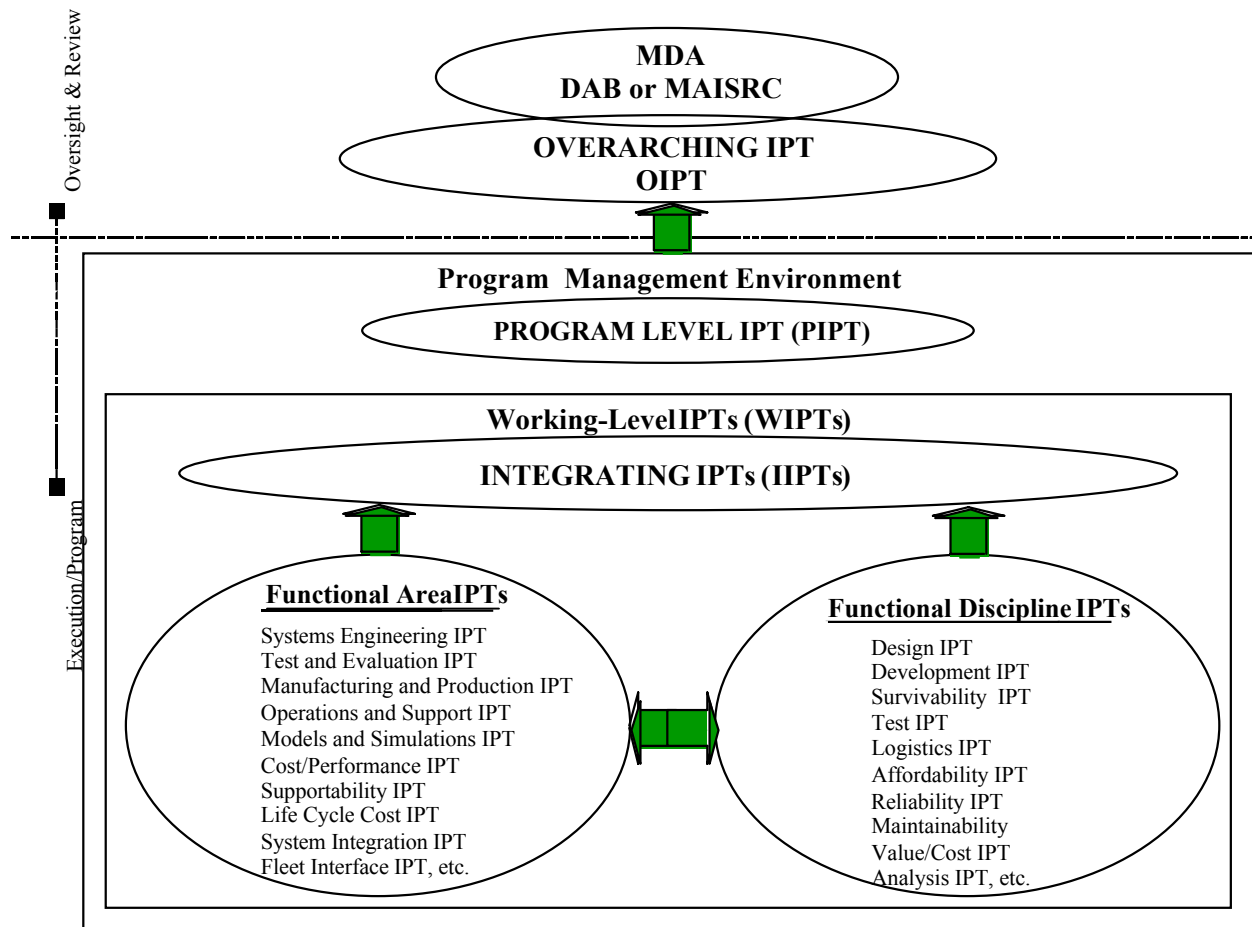 MDA
DAB or MAISRC
OVERARCHING IPT
OIPT
Oversight & Review
Program Management Environment
PROGRAM LEVEL IPT (PIPT)
Working-Level IPTs (WIPTs)
INTEGRATING IPTs (IIPTs)
Execution/Program
Functional Area IPTs
Systems Engineering IPT
Test and Evaluation IPT
Manufacturing and Production IPT
Operations and Support IPT
Models and Simulations IPT
Cost/Performance IPT
Supportability IPT
Life Cycle Cost IPT
System Integration IPT
Fleet Interface IPT, etc.
Functional Discipline IPTs
Design IPT
Development IPT
Survivability IPT
Test IPT
Logistics IPT
Affordability IPT
Reliability IPT
Maintainability
Value/Cost IPT
Analysis IPT, etc.